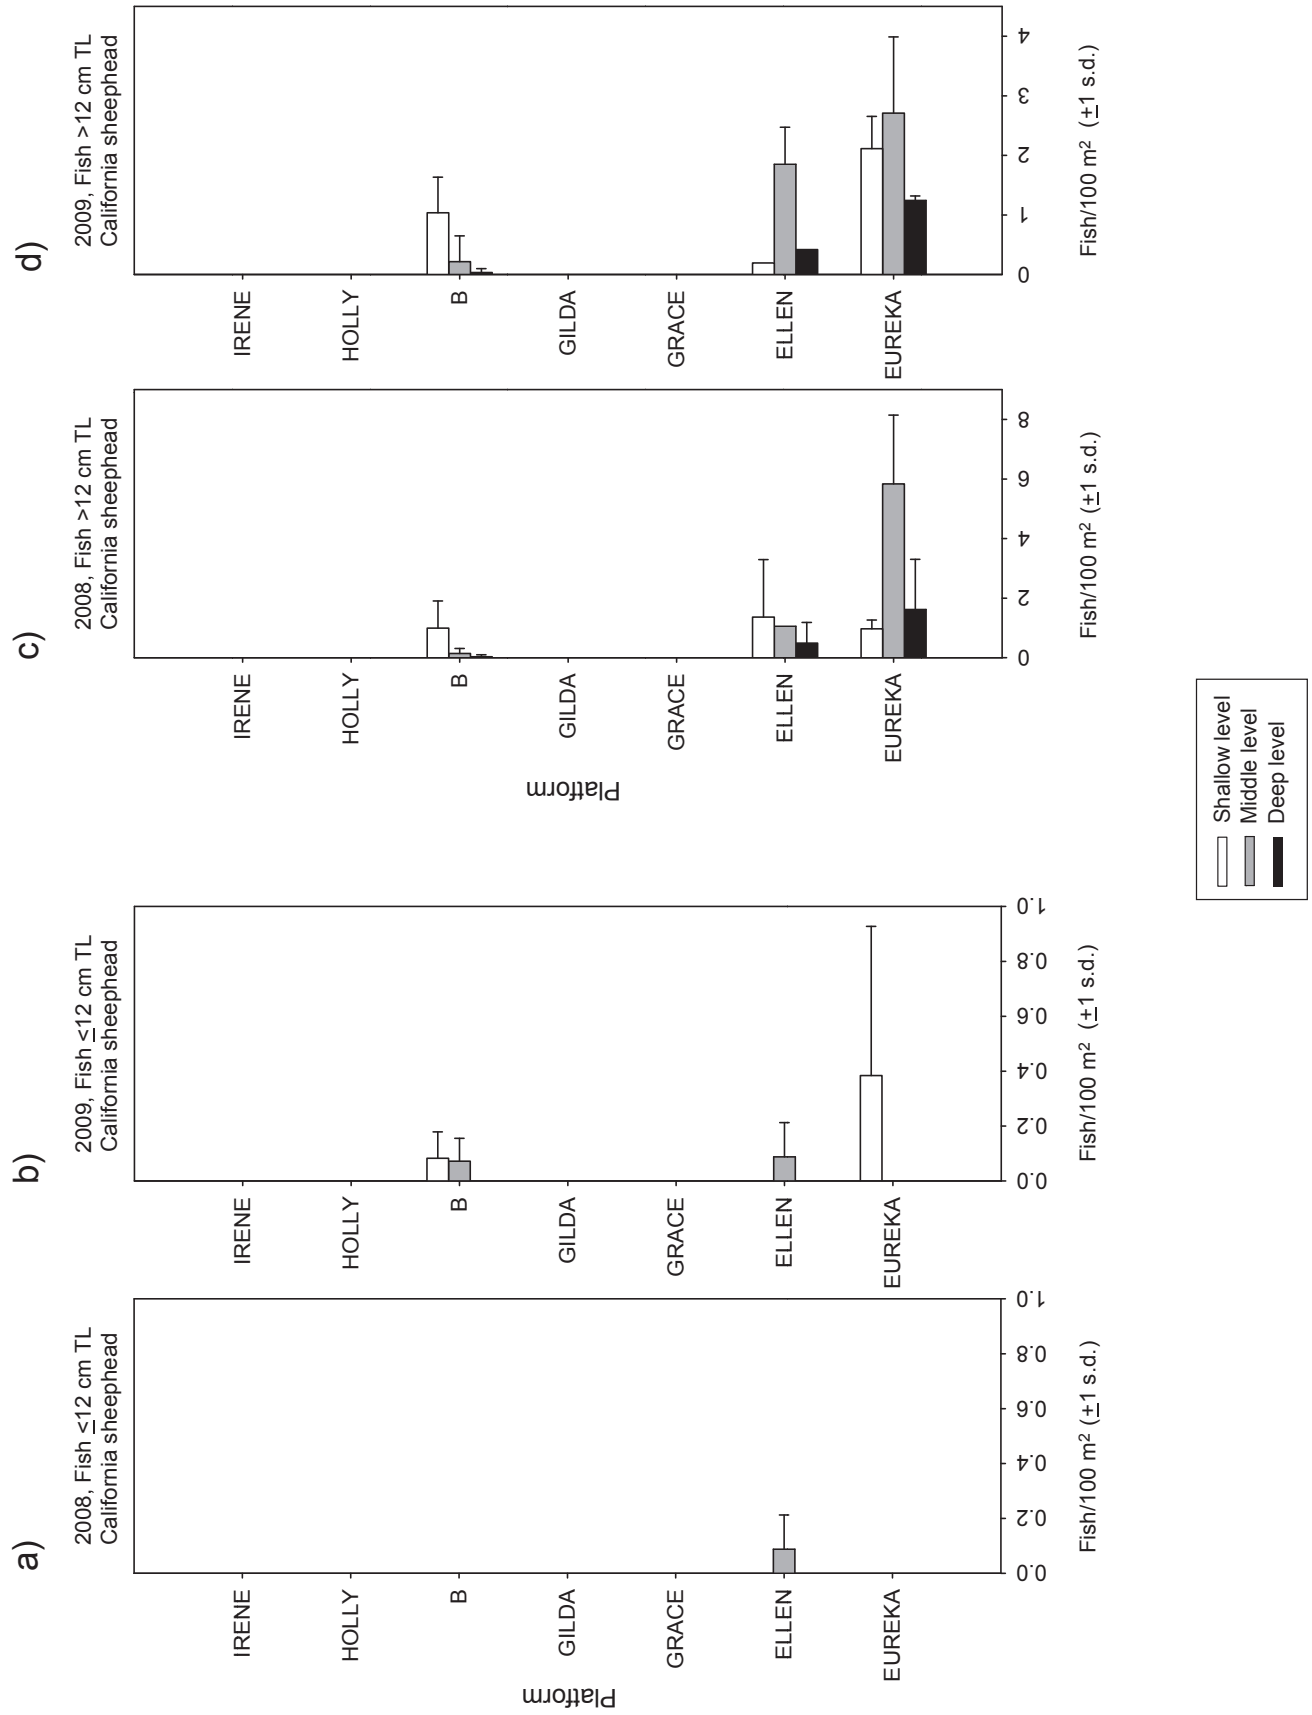 a)
2008, Fish ≤12 cm TL
California sheephead
Platform
IRENE
HOLLY
B
GILDA
GRACE
ELLEN
EUREKA
0.0 0.2 0.4 0.6 0.8 1.0
Fish/100 m² (±1 s.d.)
b)
2009, Fish ≤12 cm TL
California sheephead
IRENE
HOLLY
B
GILDA
GRACE
ELLEN
EUREKA
0.0 0.2 0.4 0.6 0.8 1.0
Fish/100 m² (±1 s.d.)
c)
2008, Fish >12 cm TL
California sheephead
Platform
IRENE
HOLLY
B
GILDA
GRACE
ELLEN
EUREKA
0 2 4 6 8
Fish/100 m² (±1 s.d.)
d)
2009, Fish >12 cm TL
California sheephead
IRENE
HOLLY
B
GILDA
GRACE
ELLEN
EUREKA
0 1 2 3 4
Fish/100 m² (±1 s.d.)
Shallow level
Middle level
Deep level